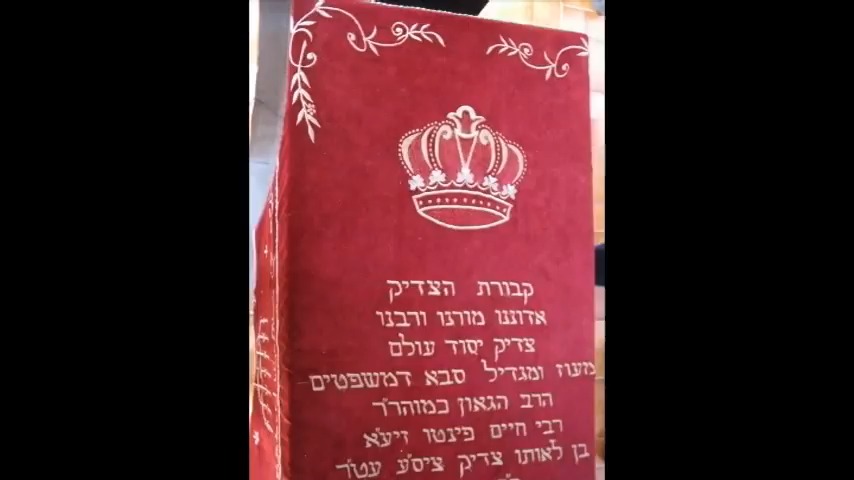 קבורת הצדיק
אדוננו מורנו ורבנו
צדיק יסוד עולם
מעוז ומגדיל סבא דמשפטים
הרב הגאון כמוהר״ר
רבי חיים פינטו זיע״א
בן לאותו צדיק ציס״ע עט״ר